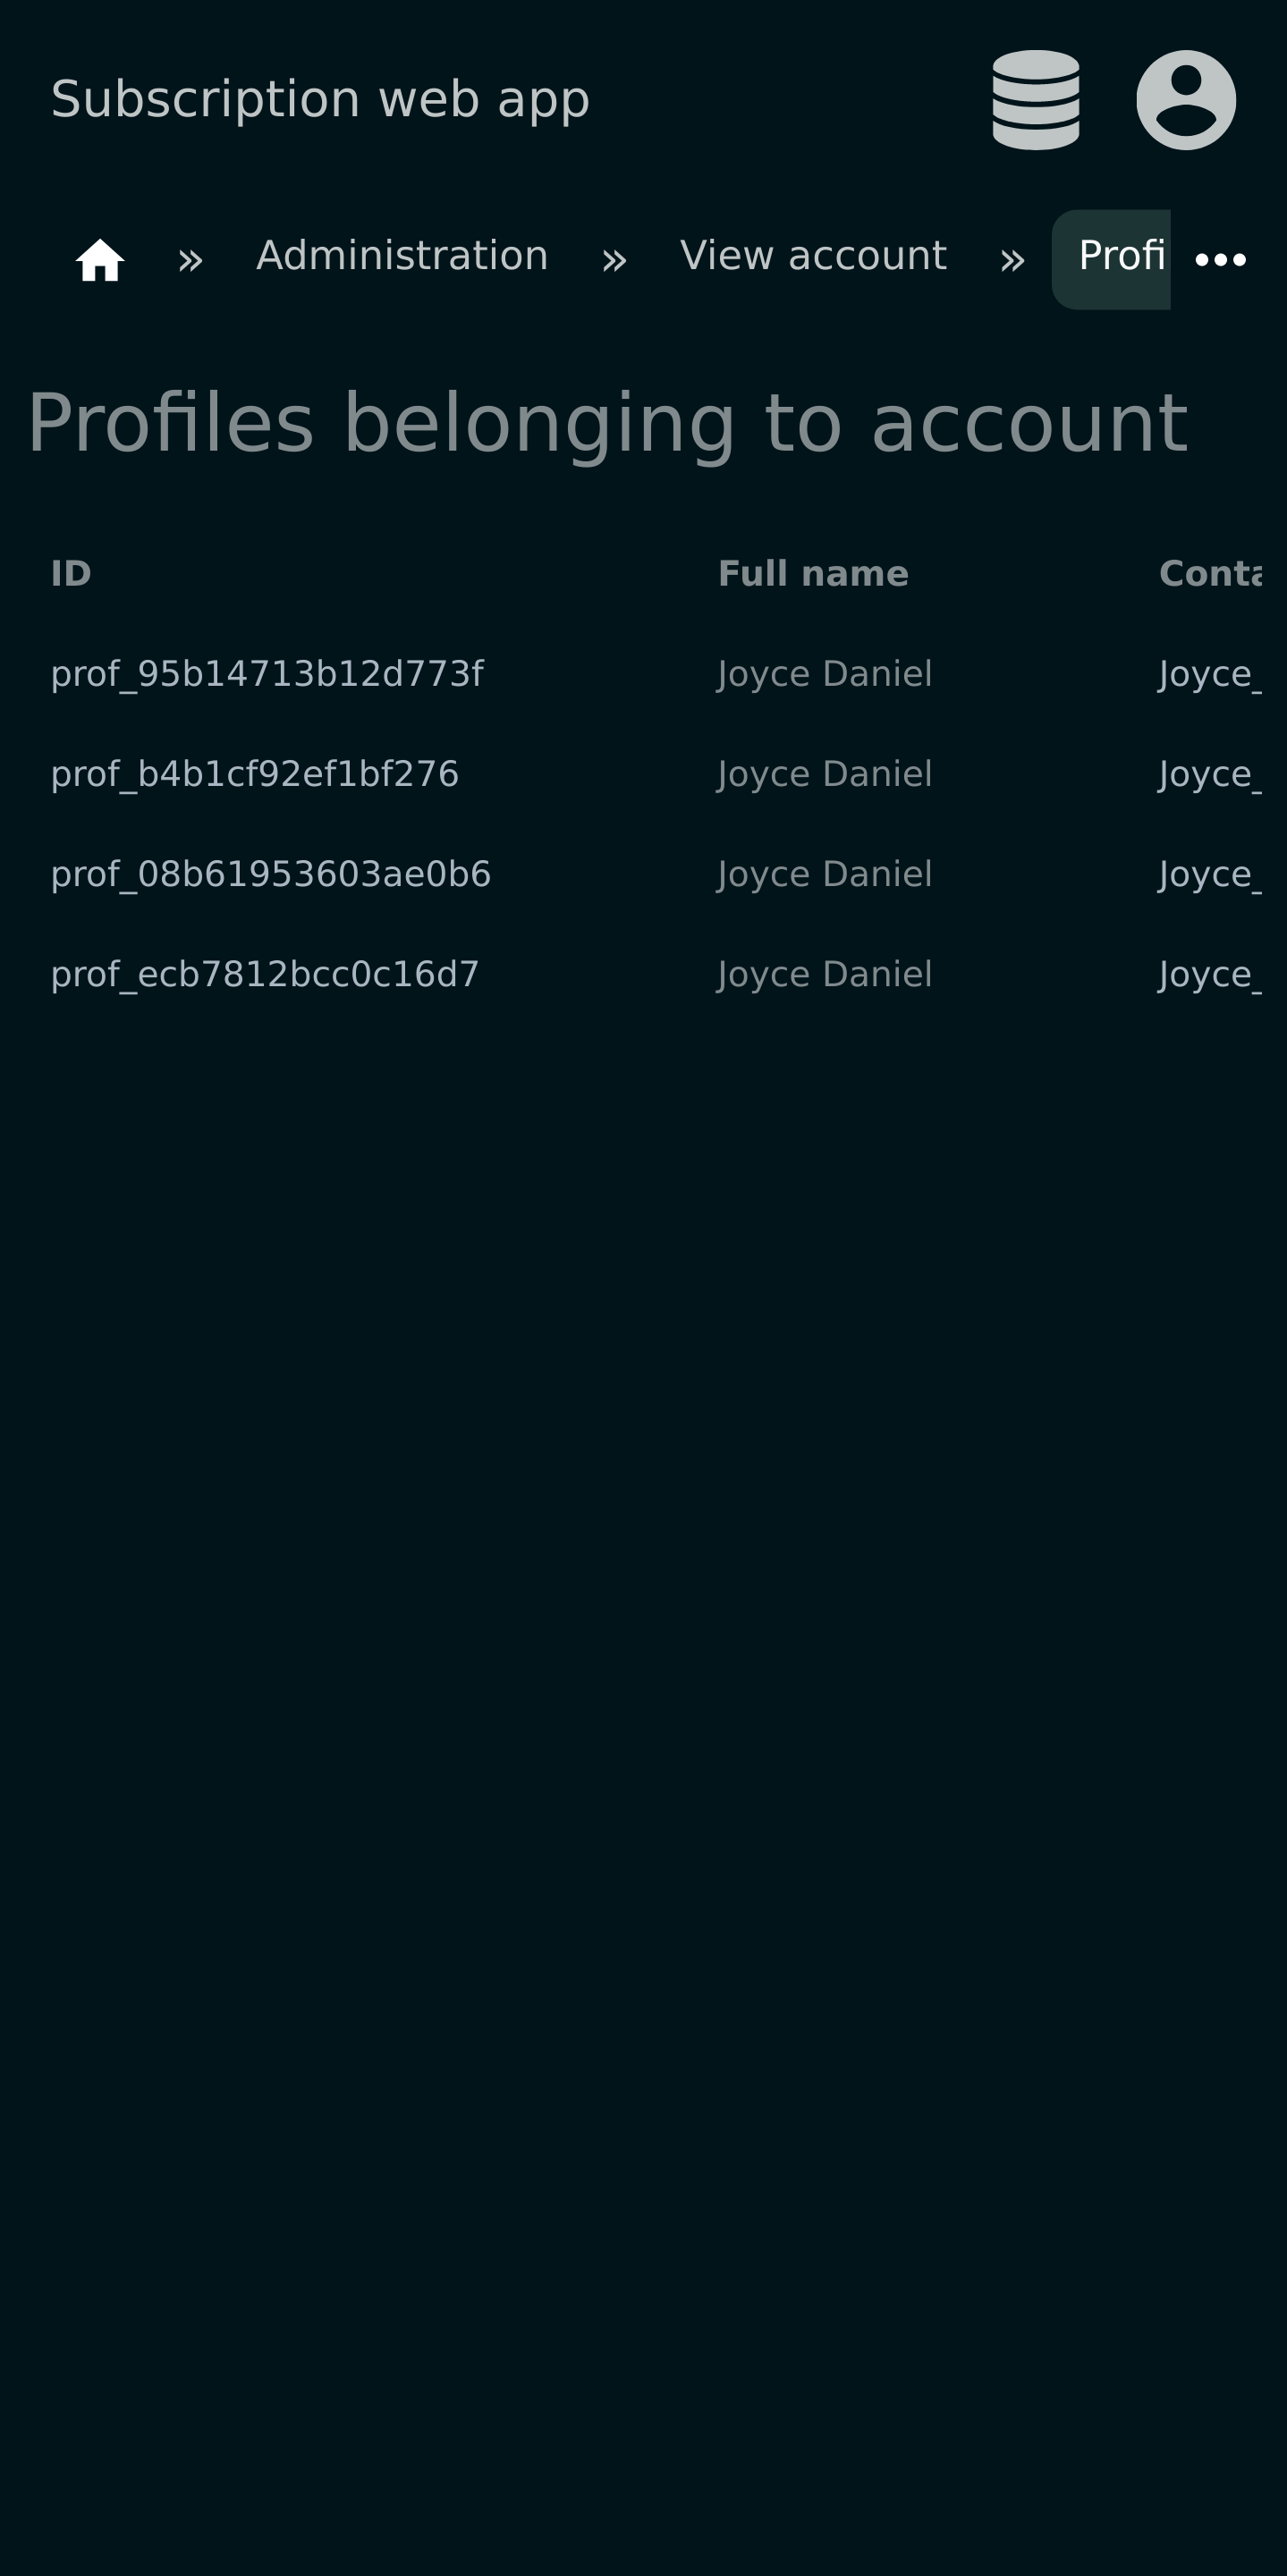 Subscription web app
» Administration » View account » Profi
Profiles belonging to account
ID Full name Conta
prof_95b14713b12d773f Joyce Daniel Joyce_
prof_b4b1cf92ef1bf276 Joyce Daniel Joyce_
prof_08b61953603ae0b6 Joyce Daniel Joyce_
prof_ecb7812bcc0c16d7 Joyce Daniel Joyce_